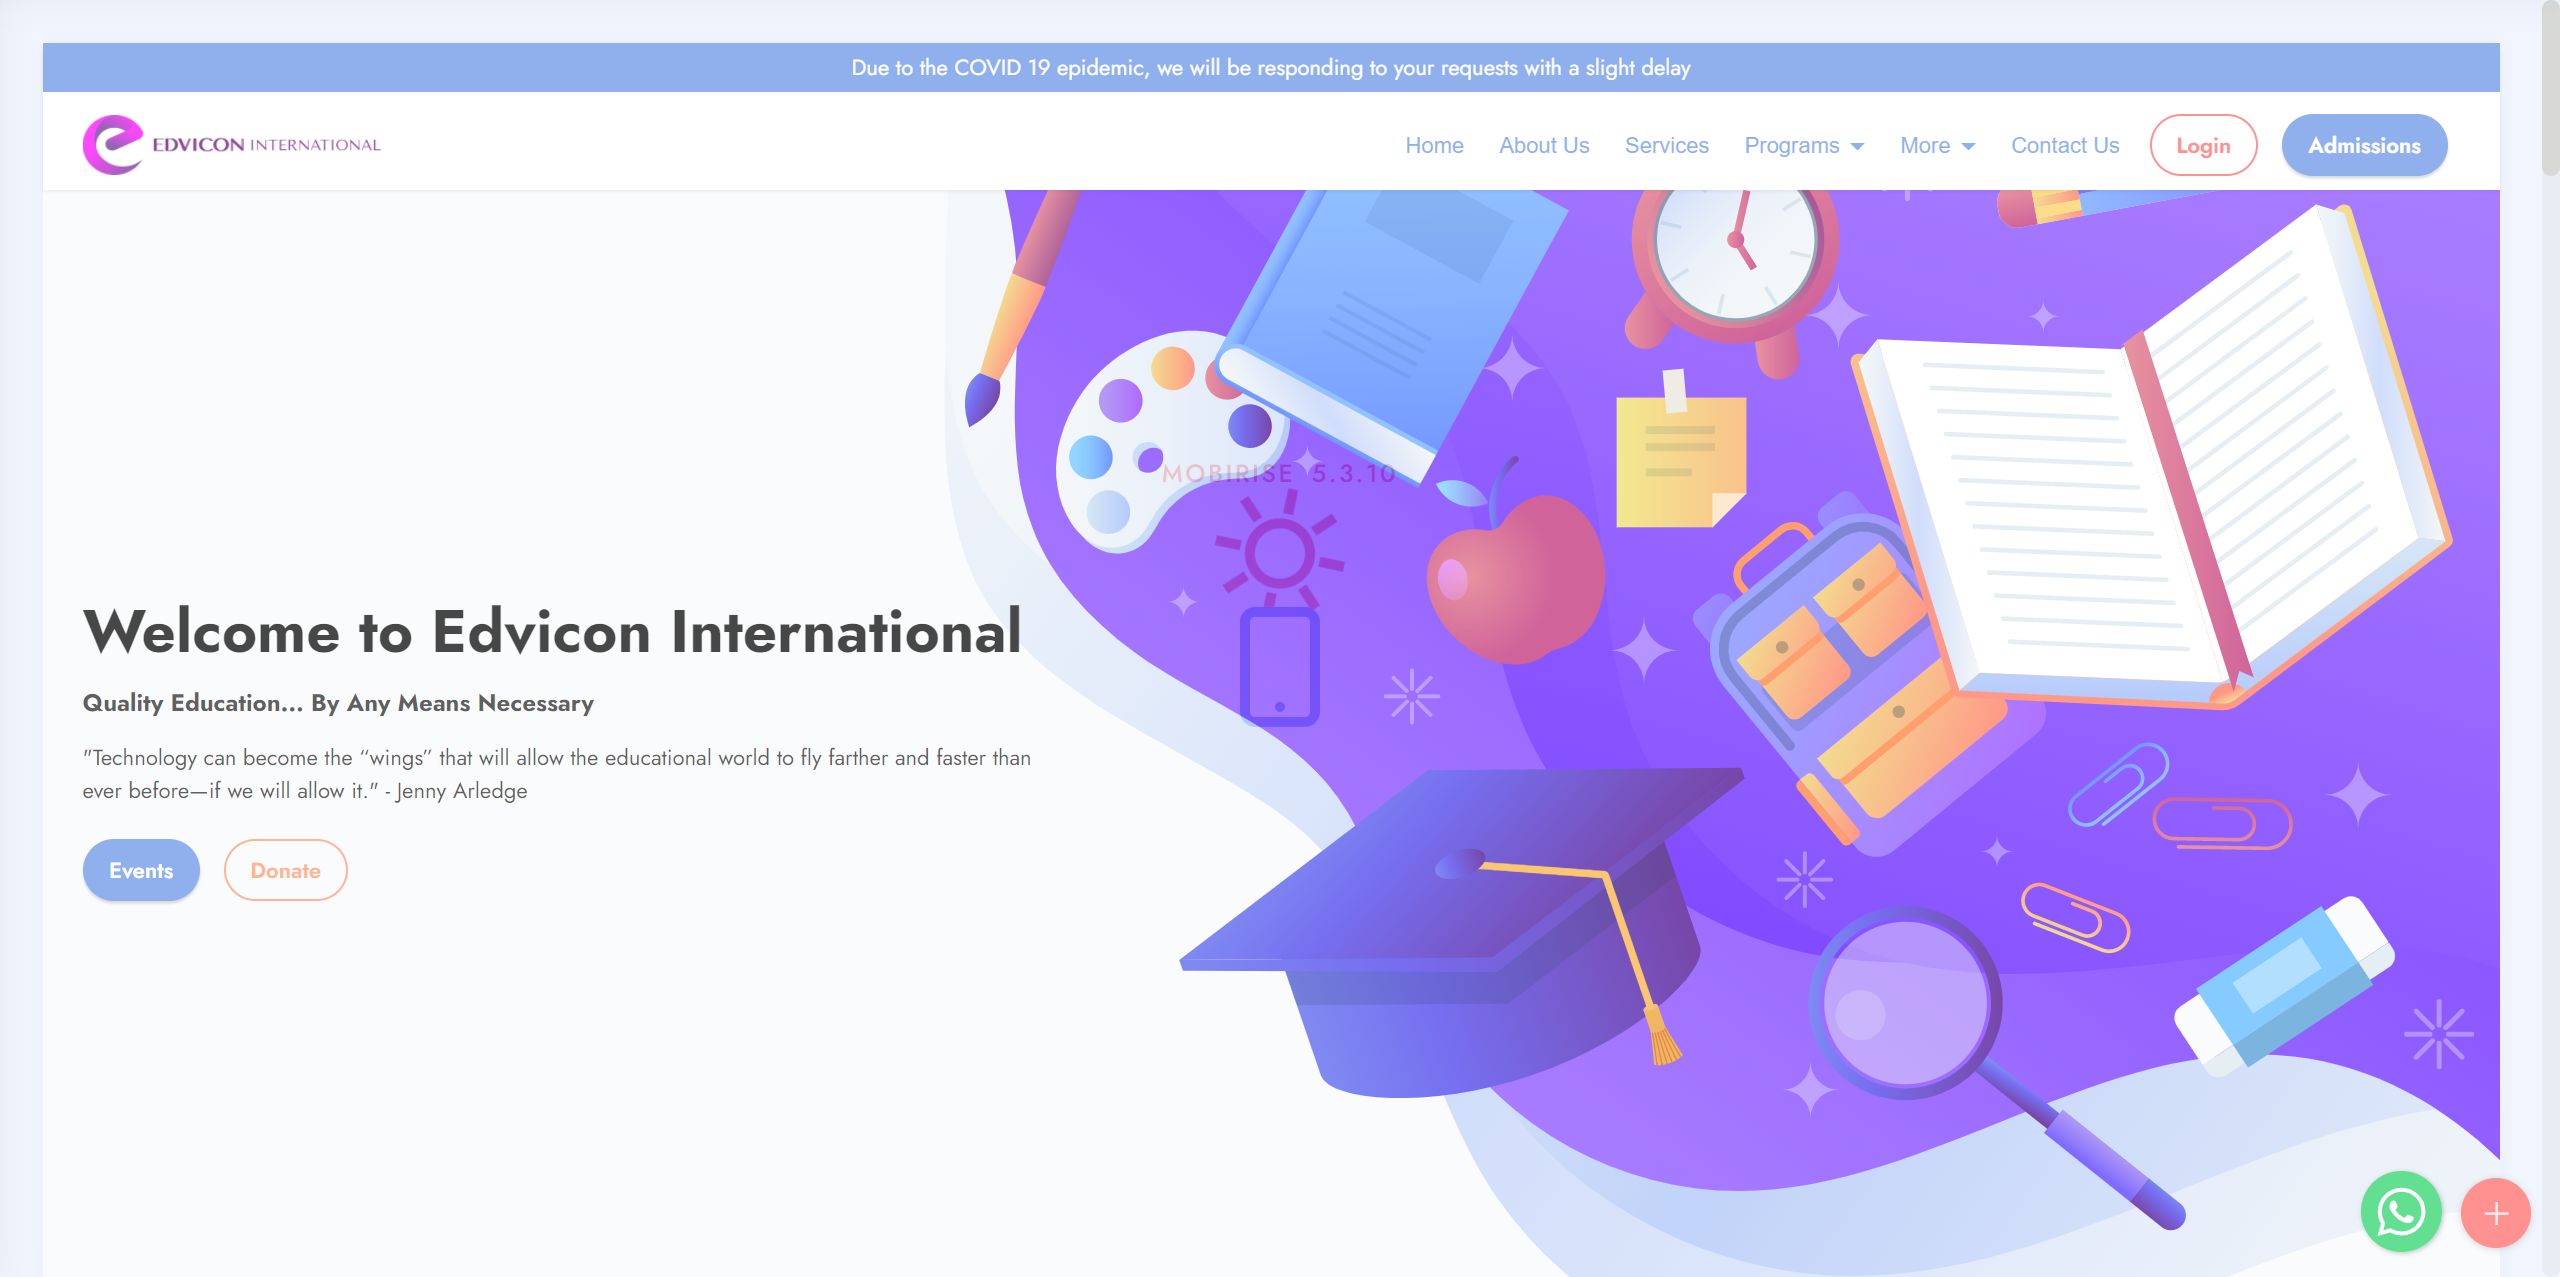 Due to the COVID 19 epidemic, we will be responding to your requests with a slight delay
EDVICON INTERNATIONAL
Home About Us Services Programs More Contact Us Login Admissions
MOBIRISE 5.3.10
Welcome to Edvicon International
Quality Education... By Any Means Necessary
"Technology can become the “wings” that will allow the educational world to fly farther and faster than
ever before—if we will allow it." - Jenny Arledge
Events Donate